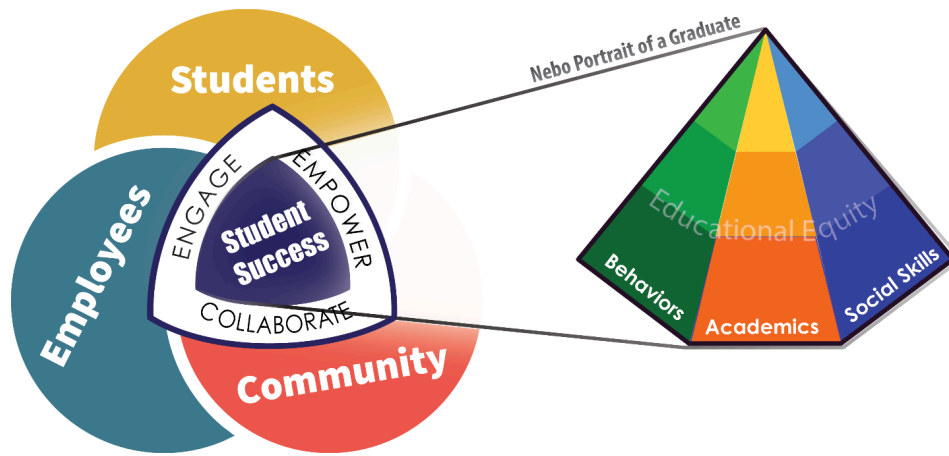 Students
Employees
Community
ENGAGE
EMPOWER
COLLABORATE
Student
Success
Nebo Portrait of a Graduate
Educational Equity
Behaviors
Academics
Social Skills